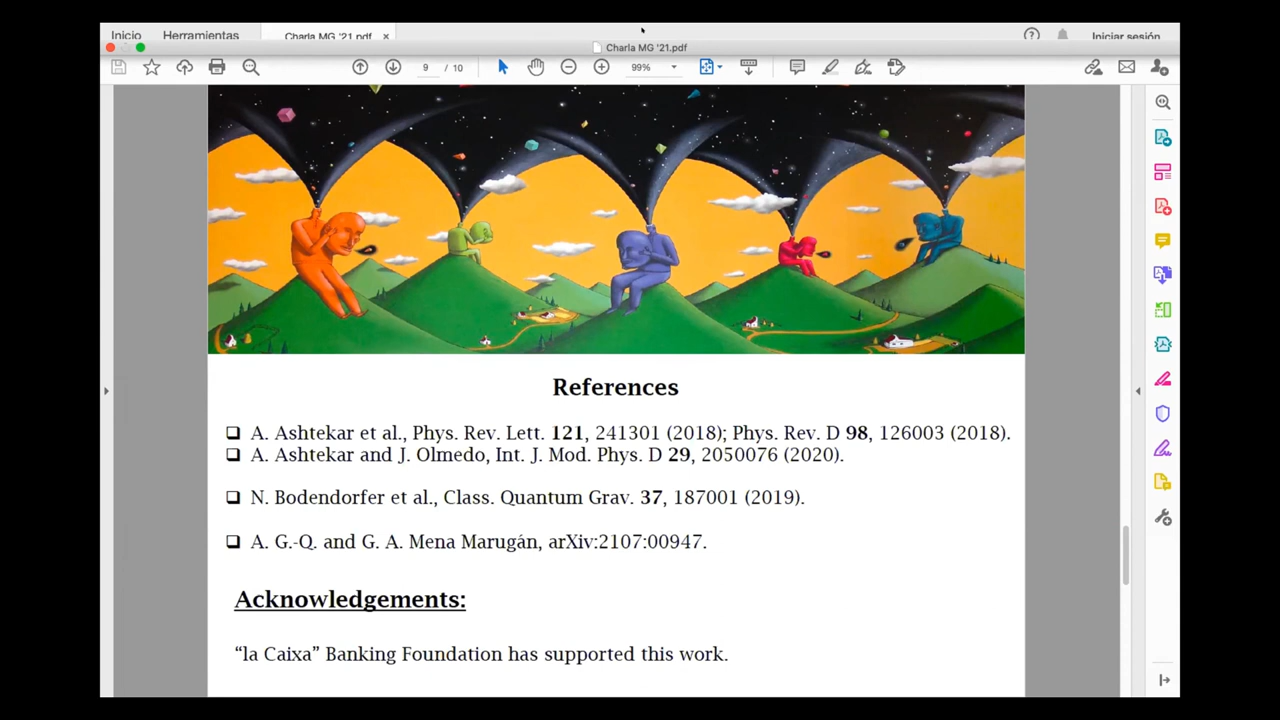 Inicio Herramientas Charla MG '21.pdf × Iniciar sesión
Charla MG '21.pdf
9 / 10 99%
References
A. Ashtekar et al., Phys. Rev. Lett. 121, 241301 (2018); Phys. Rev. D 98, 126003 (2018).
A. Ashtekar and J. Olmedo, Int. J. Mod. Phys. D 29, 2050076 (2020).
N. Bodendorfer et al., Class. Quantum Grav. 37, 187001 (2019).
A. G.-Q. and G. A. Mena Marugán, arXiv:2107:00947.
Acknowledgements:
“la Caixa” Banking Foundation has supported this work.